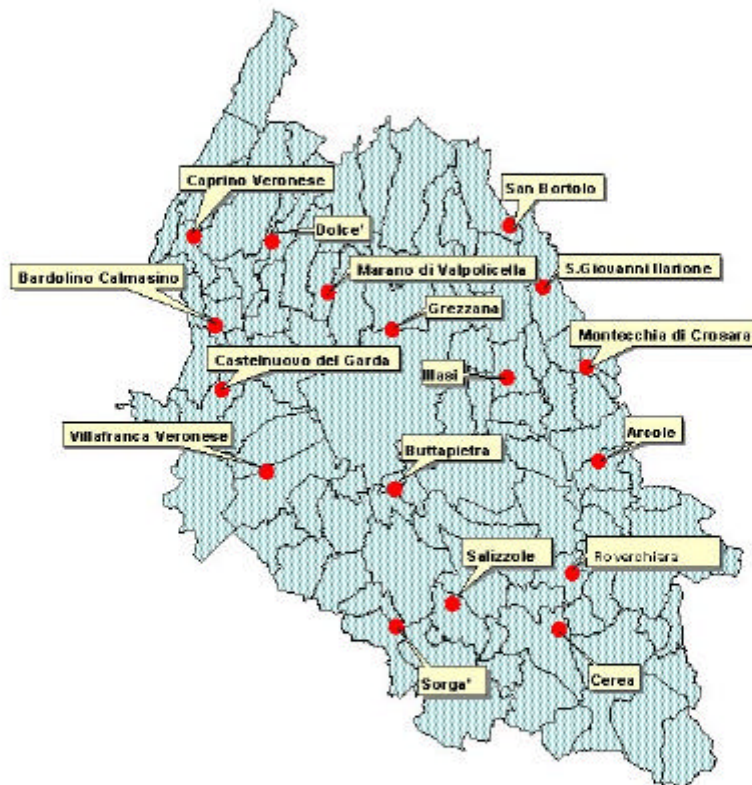 Caprino Veronese
San Bortolo
Dolce'
Bardolino Calmasino
Marano di Valpolicella
S.Giovanni Ilarione
Grezzana
Montecchia di Crosara
Castelnuovo del Garda
Illasi
Villafranca Veronese
Arcole
Buttapietra
Salizzole
Roverchiara
Sorga'
Cerea